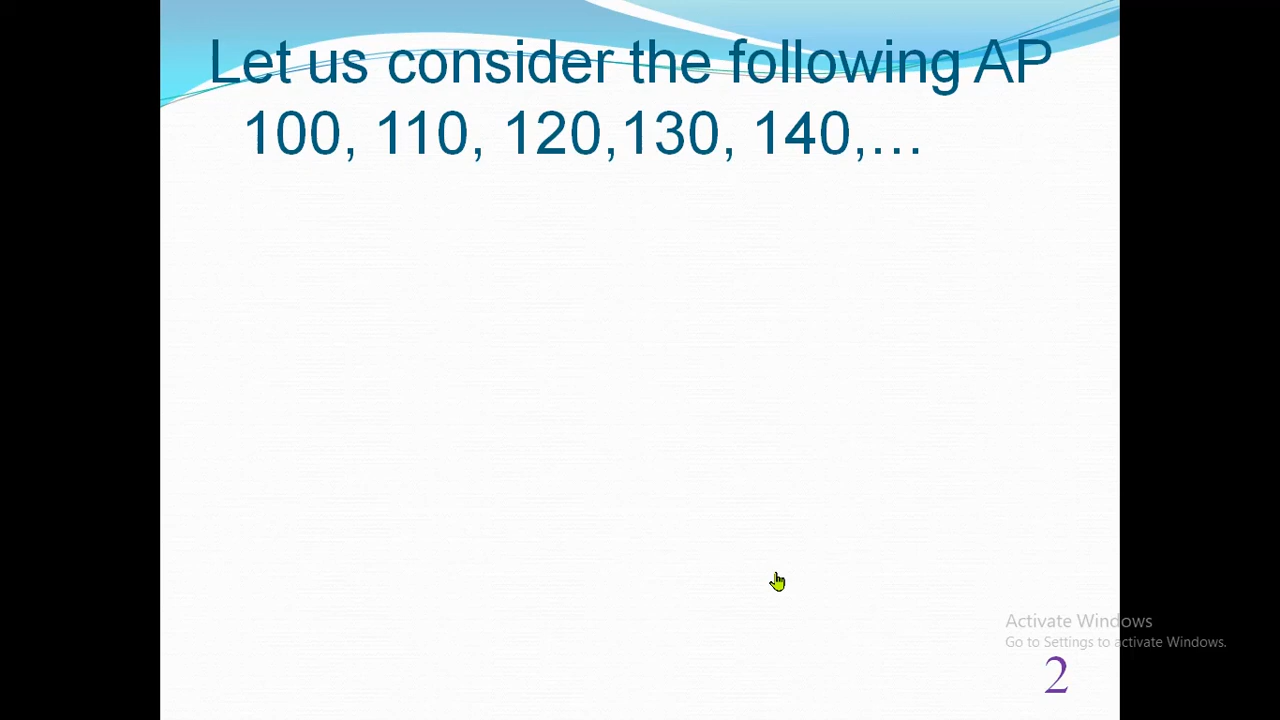 Let us consider the following AP
100, 110, 120,130, 140,…
Activate Windows
Go to Settings to activate Windows.
2